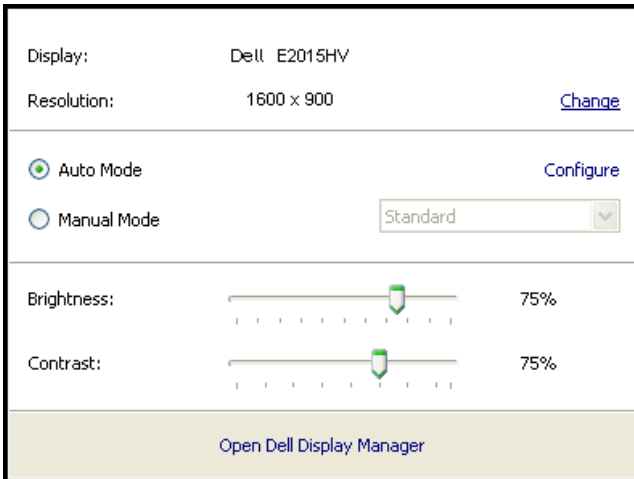 Display: Dell E2015HV
Resolution: 1600 x 900 Change
Auto Mode Configure
Manual Mode Standard
Brightness: 75%
Contrast: 75%
Open Dell Display Manager